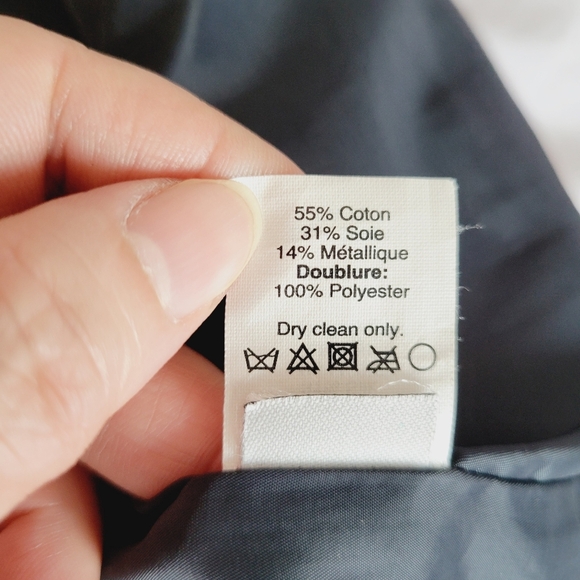 55% Coton
31% Soie
14% Métallique
Doublure:
100% Polyester
Dry clean only.